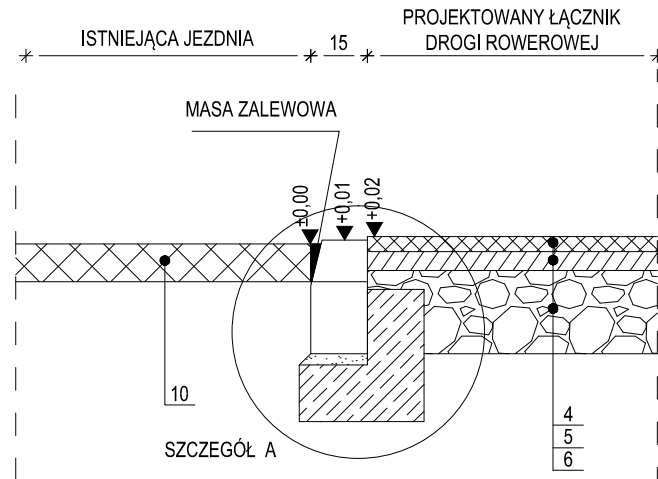 ISTNIEJĄCA JEZDNIA
15
PROJEKTOWANY ŁĄCZNIK
DROGI ROWEROWEJ
MASA ZALEWOWA
±0,00
+0,01
+0,02
10
4
5
6
SZCZEGÓŁ A